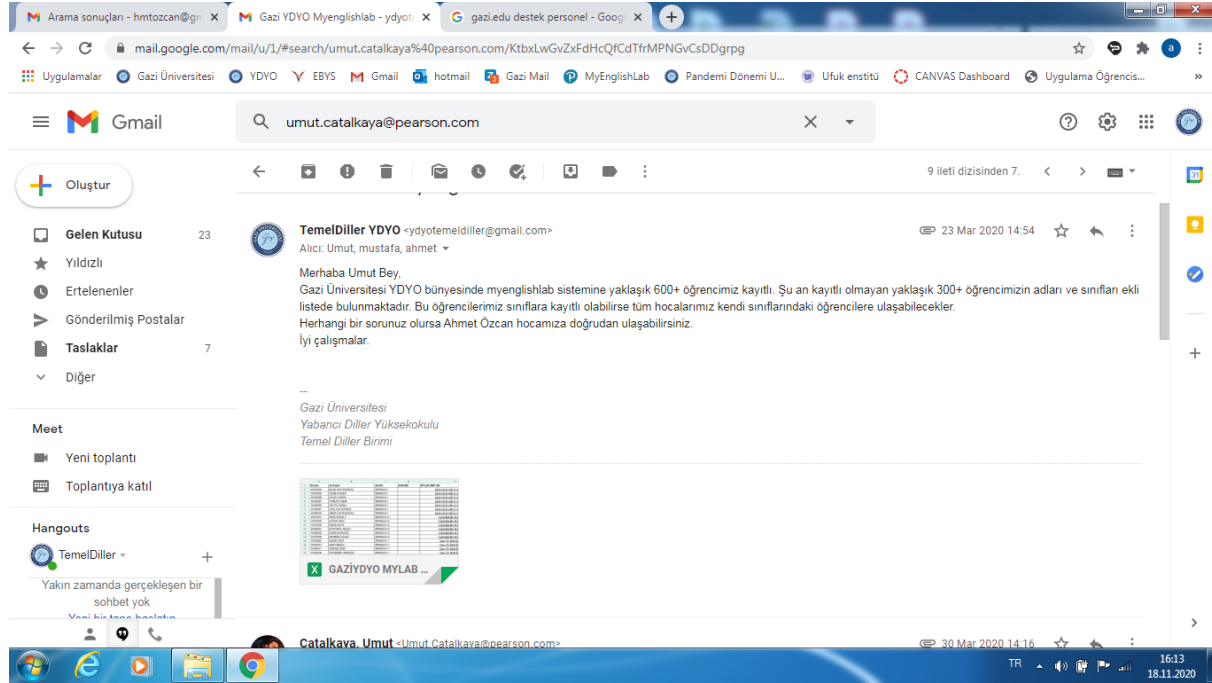 Arama sonuçları - hmtozcan@gm
Gazi YDYO Myenglishlab - ydyot
gazi.edu destek personel - Goog
mail.google.com/mail/u/1/#search/umut.catalkaya%40pearson.com/KtbxLwGvZxFdHcQfCdTfrMPNGvCsDDgrpg
a
Uygulamalar Gazi Üniversitesi YDYO EBYS Gmail hotmail Gazi Mail MyEnglishLab Pandemi Dönemi U... Ufuk enstitü CANVAS Dashboard Uygulama Öğrencis... »
Gmail
umut.catalkaya@pearson.com
Oluştur
9 ileti dizisinden 7.
31
Gelen Kutusu 23
Yıldızlı
Ertelenenler
Gönderilmiş Postalar
Taslaklar 7
Diğer
Meet
Yeni toplantı
Toplantıya katıl
Hangouts
TemelDiller
Yakın zamanda gerçekleşen bir
sohbet yok
Yeni bir tane başlatın
TemelDiller YDYO <ydyotemeldiller@gmail.com>
23 Mar 2020 14:54
Alıcı: Umut, mustafa, ahmet
Merhaba Umut Bey,
Gazi Üniversitesi YDYO bünyesinde myenglishlab sistemine yaklaşık 600+ öğrencimiz kayıtlı. Şu an kayıtlı olmayan yaklaşık 300+ öğrencimizin adları ve sınıfları ekli
listede bulunmaktadır. Bu öğrencilerimiz sınıflara kayıtlı olabilirse tüm hocalarımız kendi sınıflarındaki öğrencilere ulaşabilecekler.
Herhangi bir sorunuz olursa Ahmet Özcan hocamıza doğrudan ulaşabilirsiniz.
İyi çalışmalar.
--
Gazi Üniversitesi
Yabancı Diller Yüksekokulu
Temel Diller Birimi
X GAZİYDYO MYLAB ...
Catalkaya, Umut <Umut.Catalkaya@pearson.com>
30 Mar 2020 14:16
TR
16:13
18.11.2020